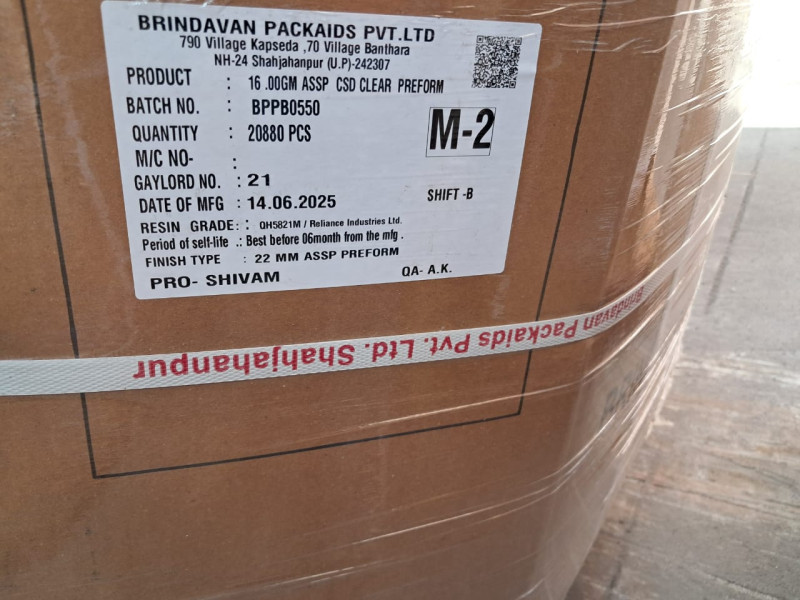 BRINDAVAN PACKAIDS PVT.LTD
790 Village Kapseda ,70 Village Banthara
NH-24 Shahjahanpur (U.P)-242307
PRODUCT : 16 .00GM ASSP CSD CLEAR PREFORM
BATCH NO. : BPPB0550
QUANTITY : 20880 PCS
M-2
M/C NO- :
GAYLORD NO. : 21
DATE OF MFG : 14.06.2025 SHIFT -B
RESIN GRADE: : QH5821M / Reliance Industries Ltd.
Period of self-life .: Best before 06month from the mfg .
FINISH TYPE : 22 MM ASSP PREFORM
PRO- SHIVAM QA- A.K.
Brindavan Packaids Pvt. Ltd. Shahjahanpur